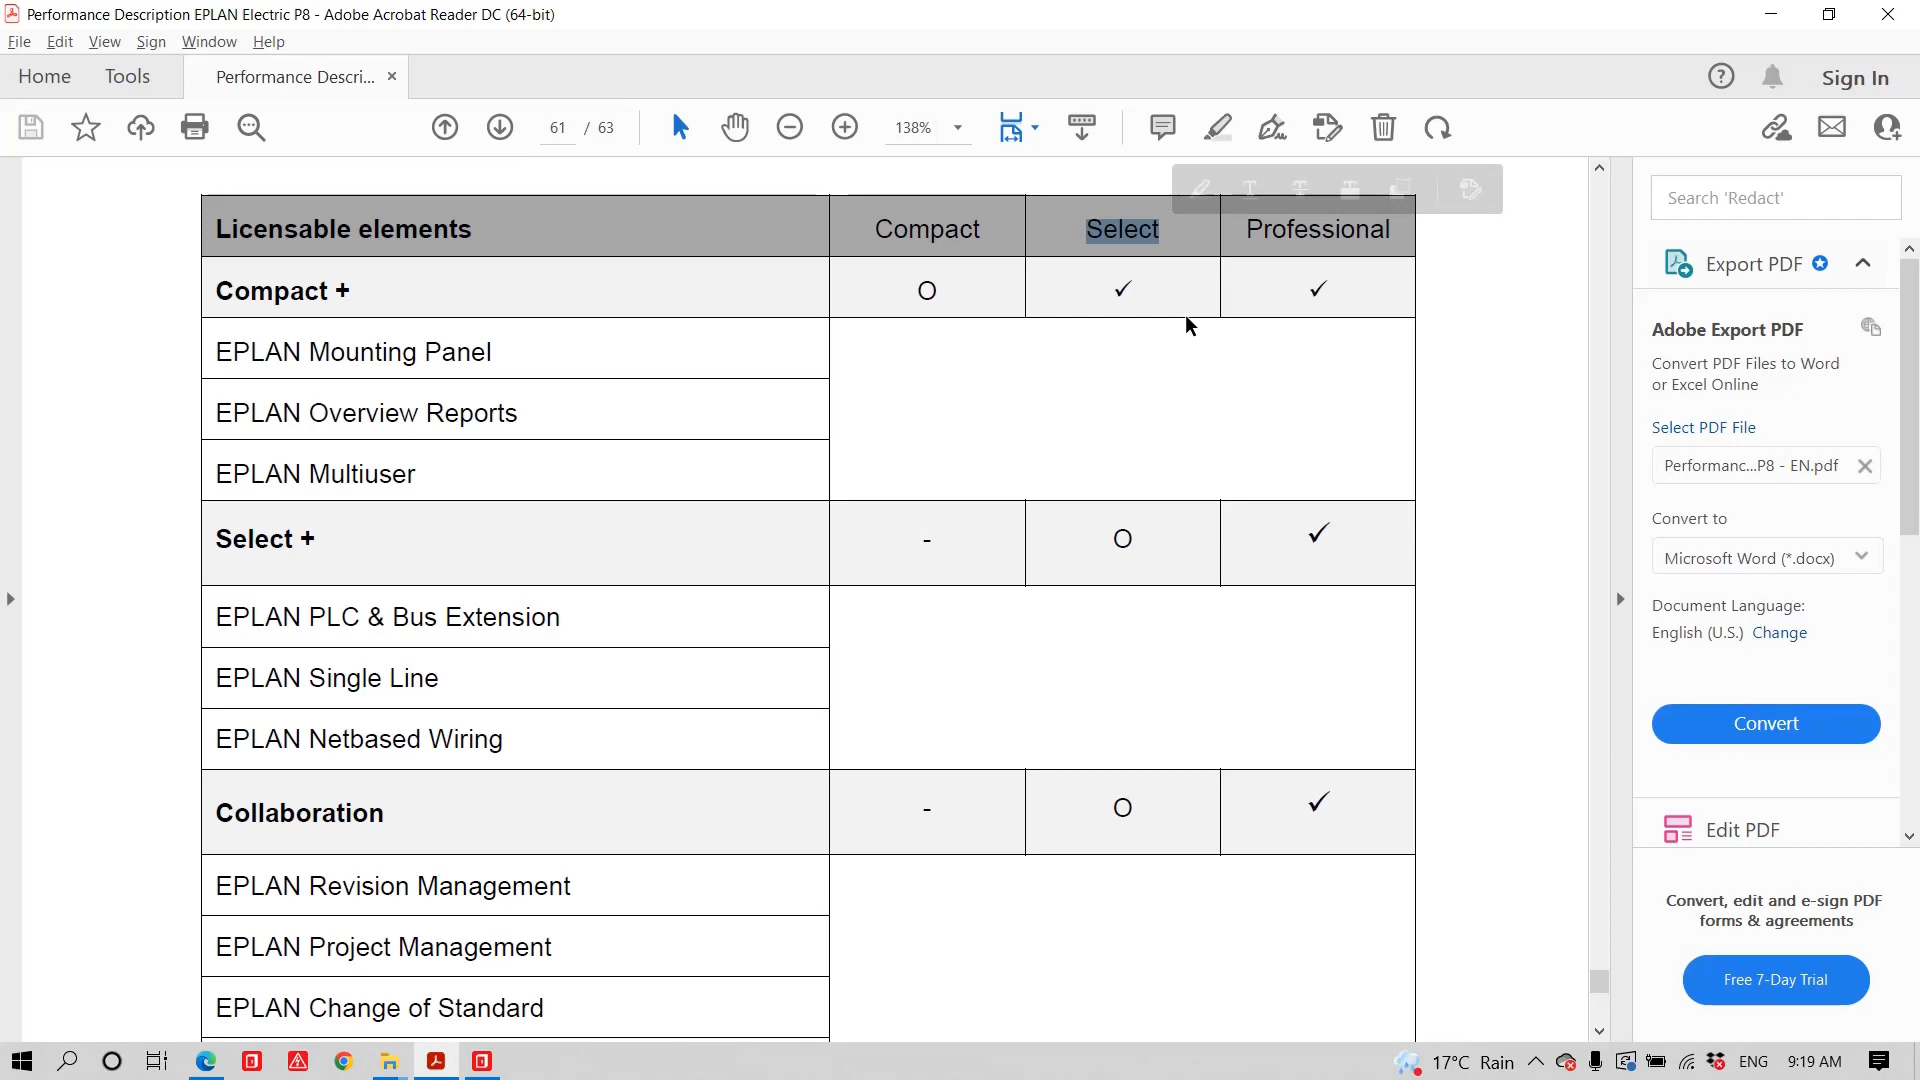 Performance Description EPLAN Electric P8 - Adobe Acrobat Reader DC (64-bit)
File Edit View Sign Window Help
Home Tools Performance Descri... × Sign In
61 / 63 138%
Search 'Redact'
Licensable elements Compact Select Professional
Compact + O ✓ ✓
EPLAN Mounting Panel
EPLAN Overview Reports
EPLAN Multiuser
Select + - O ✓
EPLAN PLC & Bus Extension
EPLAN Single Line
EPLAN Netbased Wiring
Collaboration - O ✓
EPLAN Revision Management
EPLAN Project Management
EPLAN Change of Standard
Export PDF
Adobe Export PDF
Convert PDF Files to Word
or Excel Online
Select PDF File
Performanc...P8 - EN.pdf
Convert to
Microsoft Word (*.docx)
Document Language:
English (U.S.) Change
Convert
Edit PDF
Convert, edit and e-sign PDF
forms & agreements
Free 7-Day Trial
17°C Rain ENG 9:19 AM